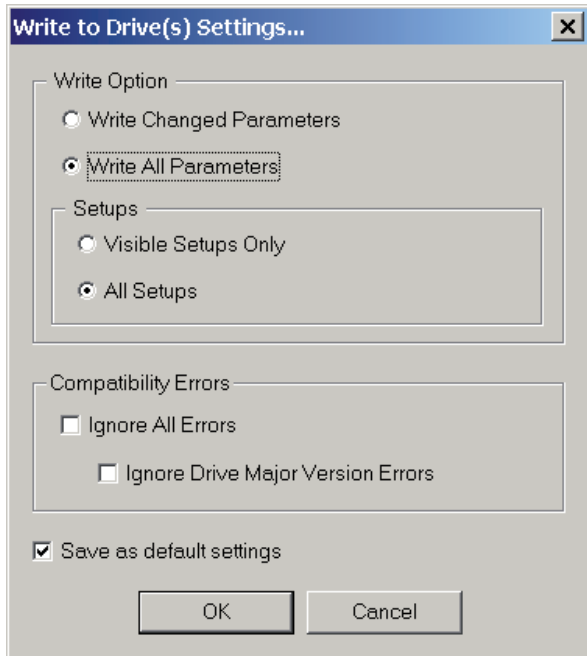 Write to Drive(s) Settings...
Write Option
Write Changed Parameters
Write All Parameters
Setups
Visible Setups Only
All Setups
Compatibility Errors
Ignore All Errors
Ignore Drive Major Version Errors
Save as default settings
OK Cancel